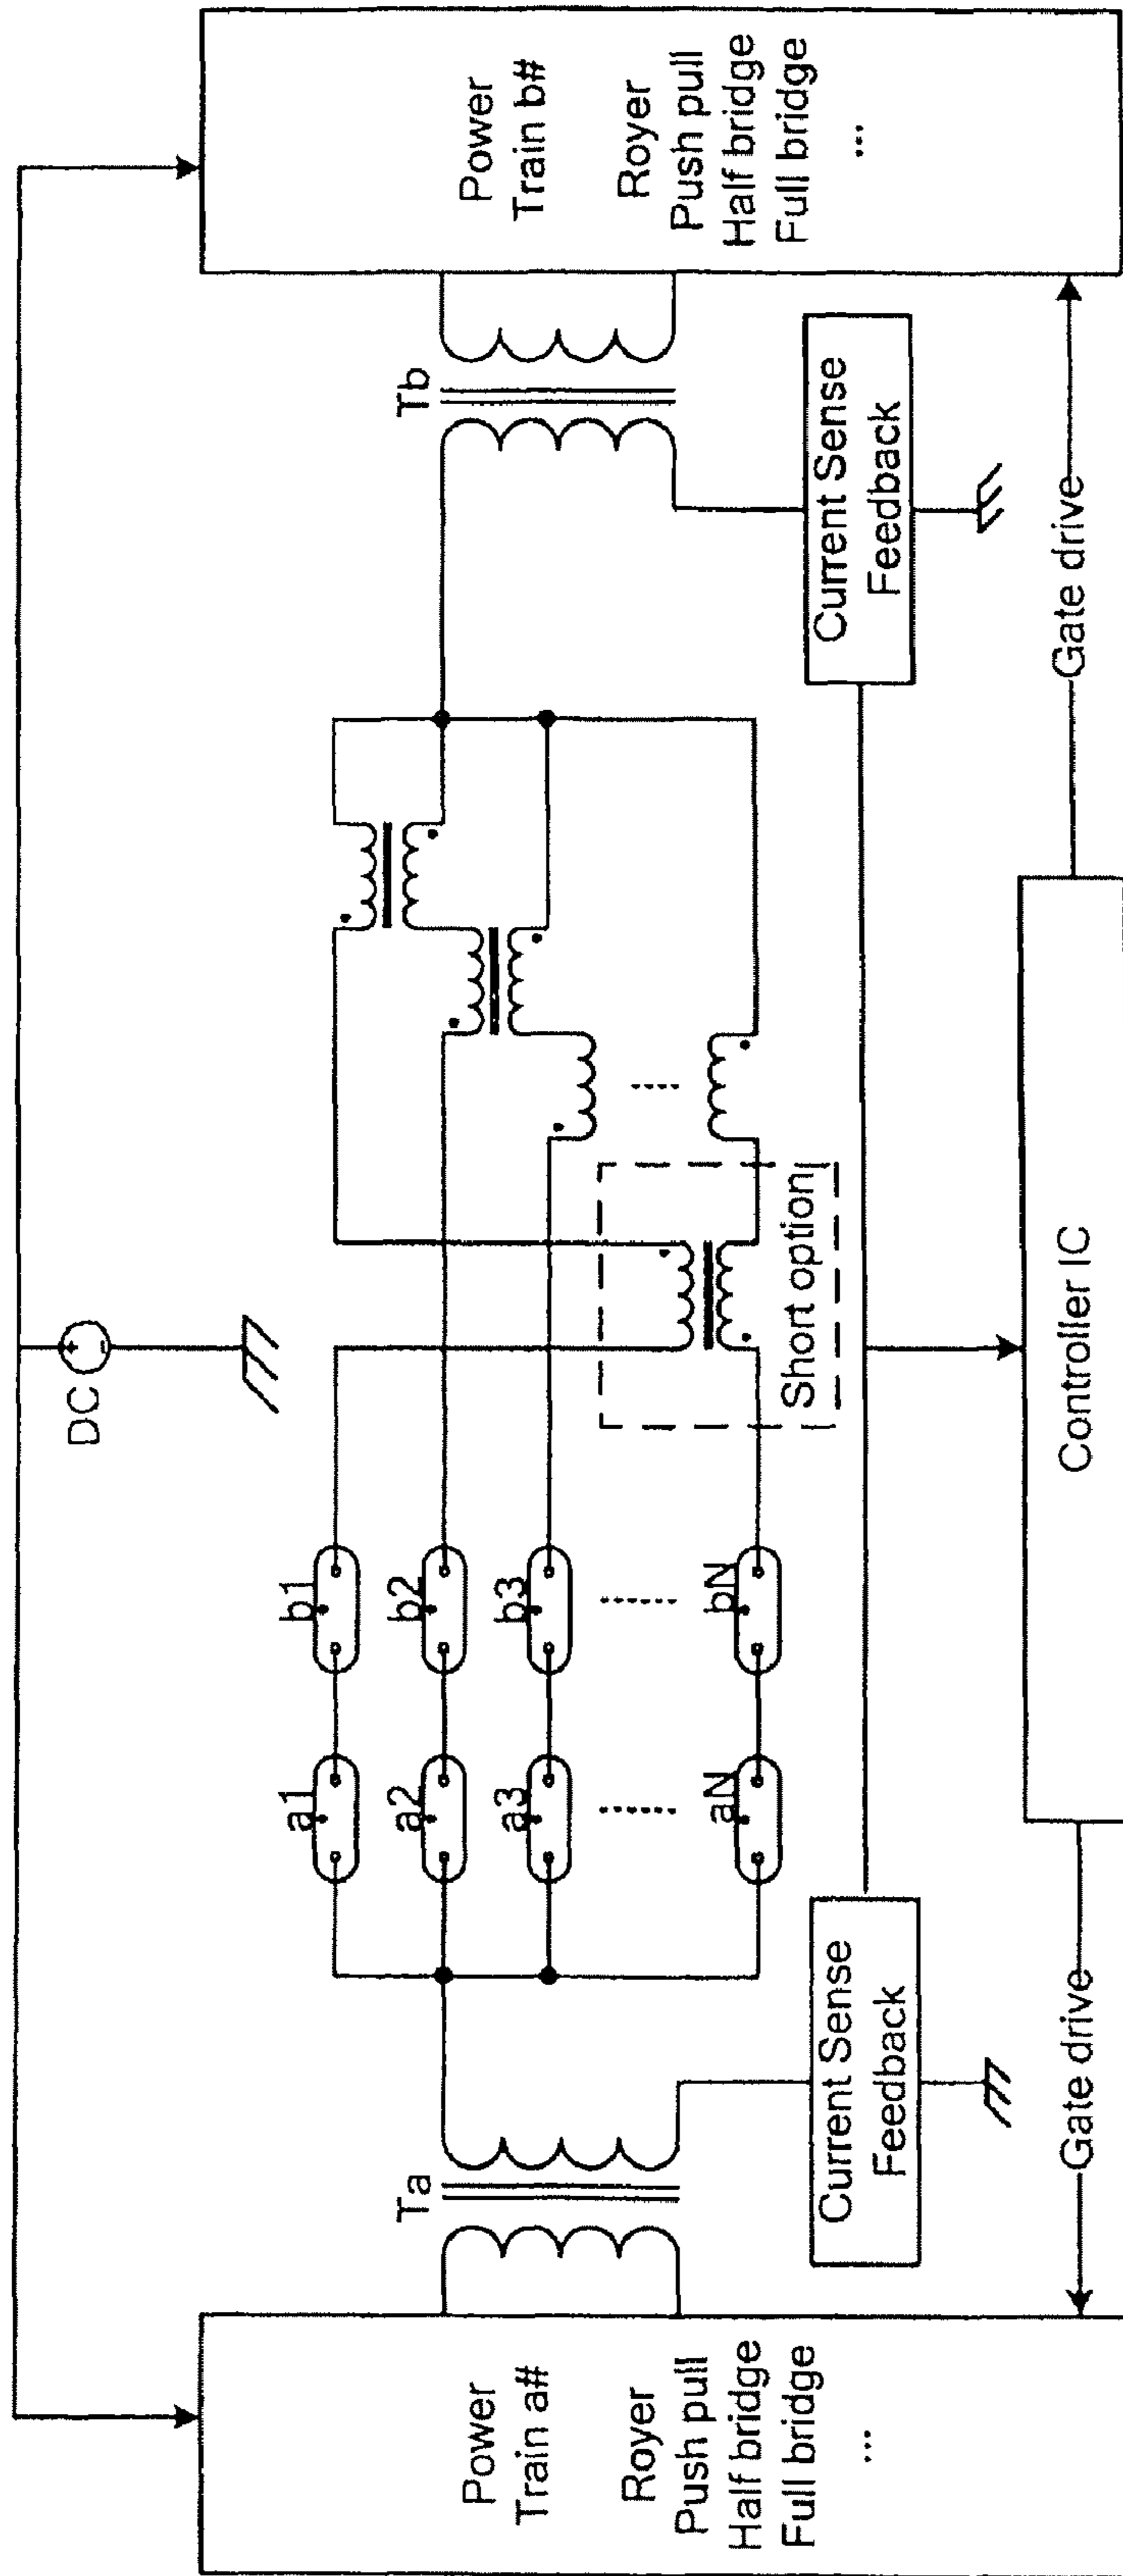 DC
Power
Train a#
Royer
Push pull
Half bridge
Full bridge
...
Ta
a1
b1
a2
b2
a3
b3
aN
bN
Short option
Tb
Power
Train b#
Royer
Push pull
Half bridge
Full bridge
...
Current Sense
Feedback
Current Sense
Feedback
Gate drive
Controller IC
Gate drive